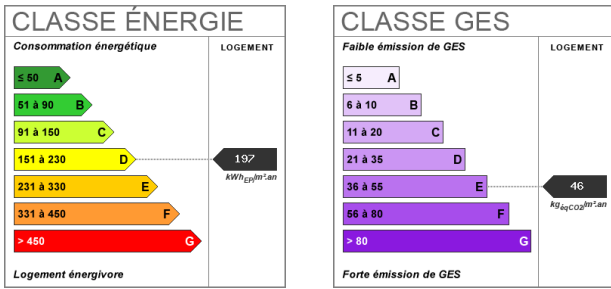 CLASSE ÉNERGIE
Consommation énergétique
LOGEMENT
≤ 50 A
51 à 90 B
91 à 150 C
151 à 230 D
197
kWhEP/m².an
231 à 330 E
331 à 450 F
> 450 G
Logement énergivore
CLASSE GES
Faible émission de GES
LOGEMENT
≤ 5 A
6 à 10 B
11 à 20 C
21 à 35 D
36 à 55 E
46
kgéqCO2/m².an
56 à 80 F
> 80 G
Forte émission de GES